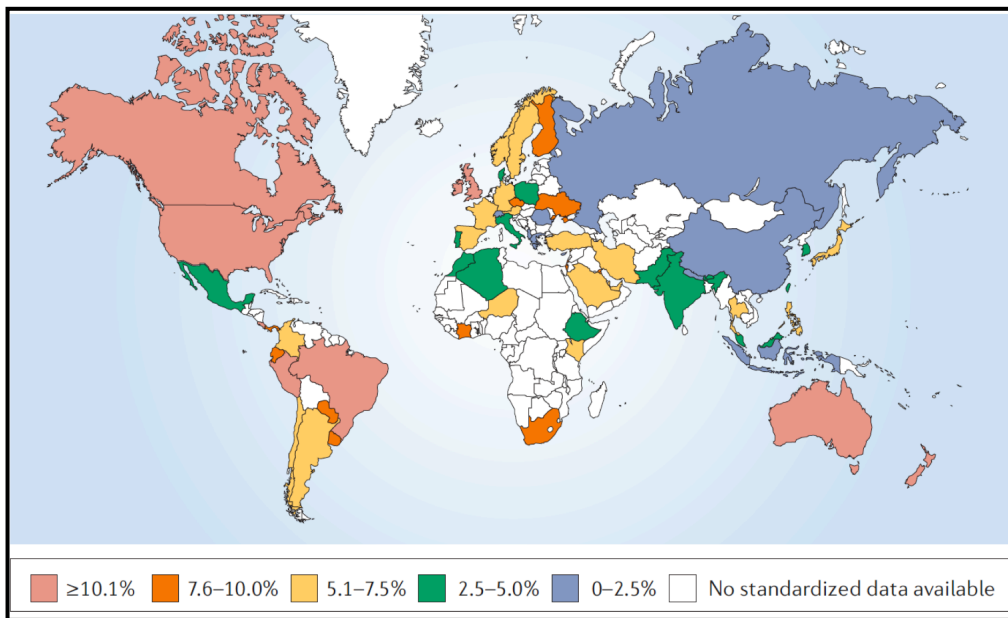 ≥10.1% 7.6–10.0% 5.1–7.5% 2.5–5.0% 0–2.5% No standardized data available